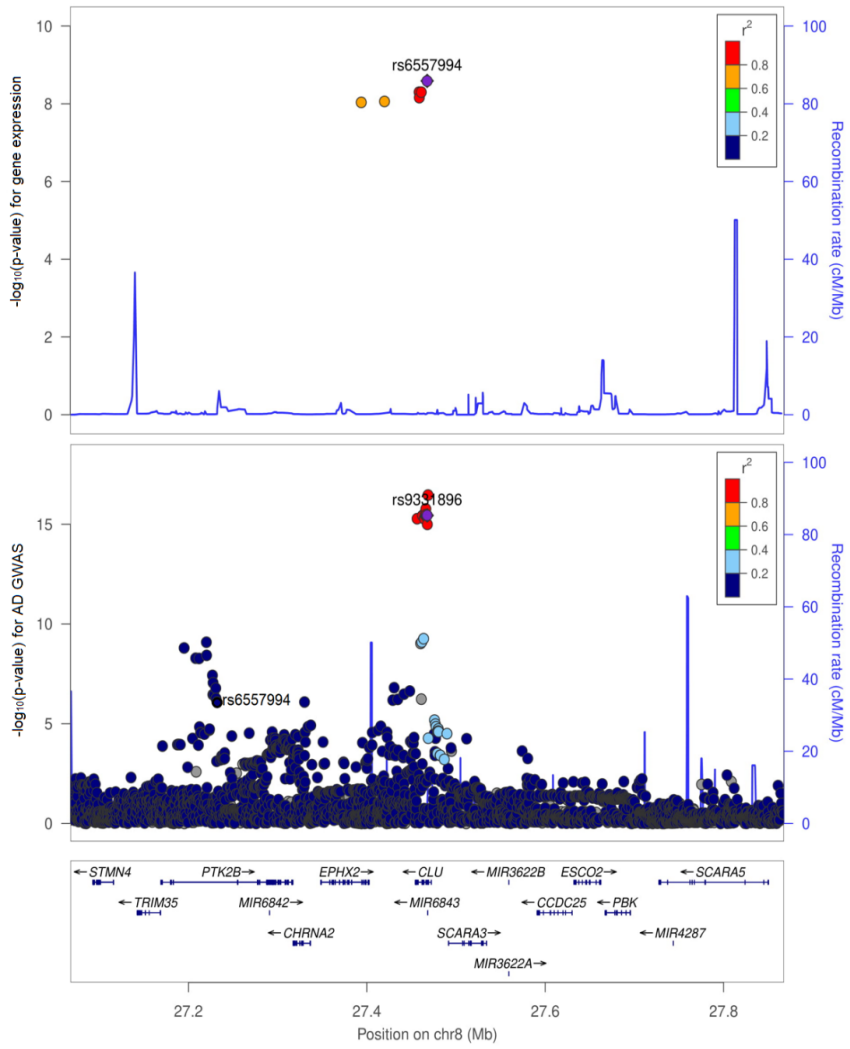 10
8
6
4
2
0
-log₁₀(p-value) for gene expression
rs6557994
r²
0.8
0.6
0.4
0.2
100
80
60
40
20
0
Recombination rate (cM/Mb)
15
10
5
0
-log₁₀(p-value) for AD GWAS
rs9331896
rs6557994
r²
0.8
0.6
0.4
0.2
100
80
60
40
20
0
Recombination rate (cM/Mb)
←STMN4 PTK2B→ EPHX2→ ←CLU ←MIR3622B ESCO2→ ←SCARA5
←TRIM35 MIR6842→ ←MIR6843 ←CCDC25 ←PBK
←CHRNA2 SCARA3→ ←MIR4287
MIR3622A→
27.2 27.4 27.6 27.8
Position on chr8 (Mb)